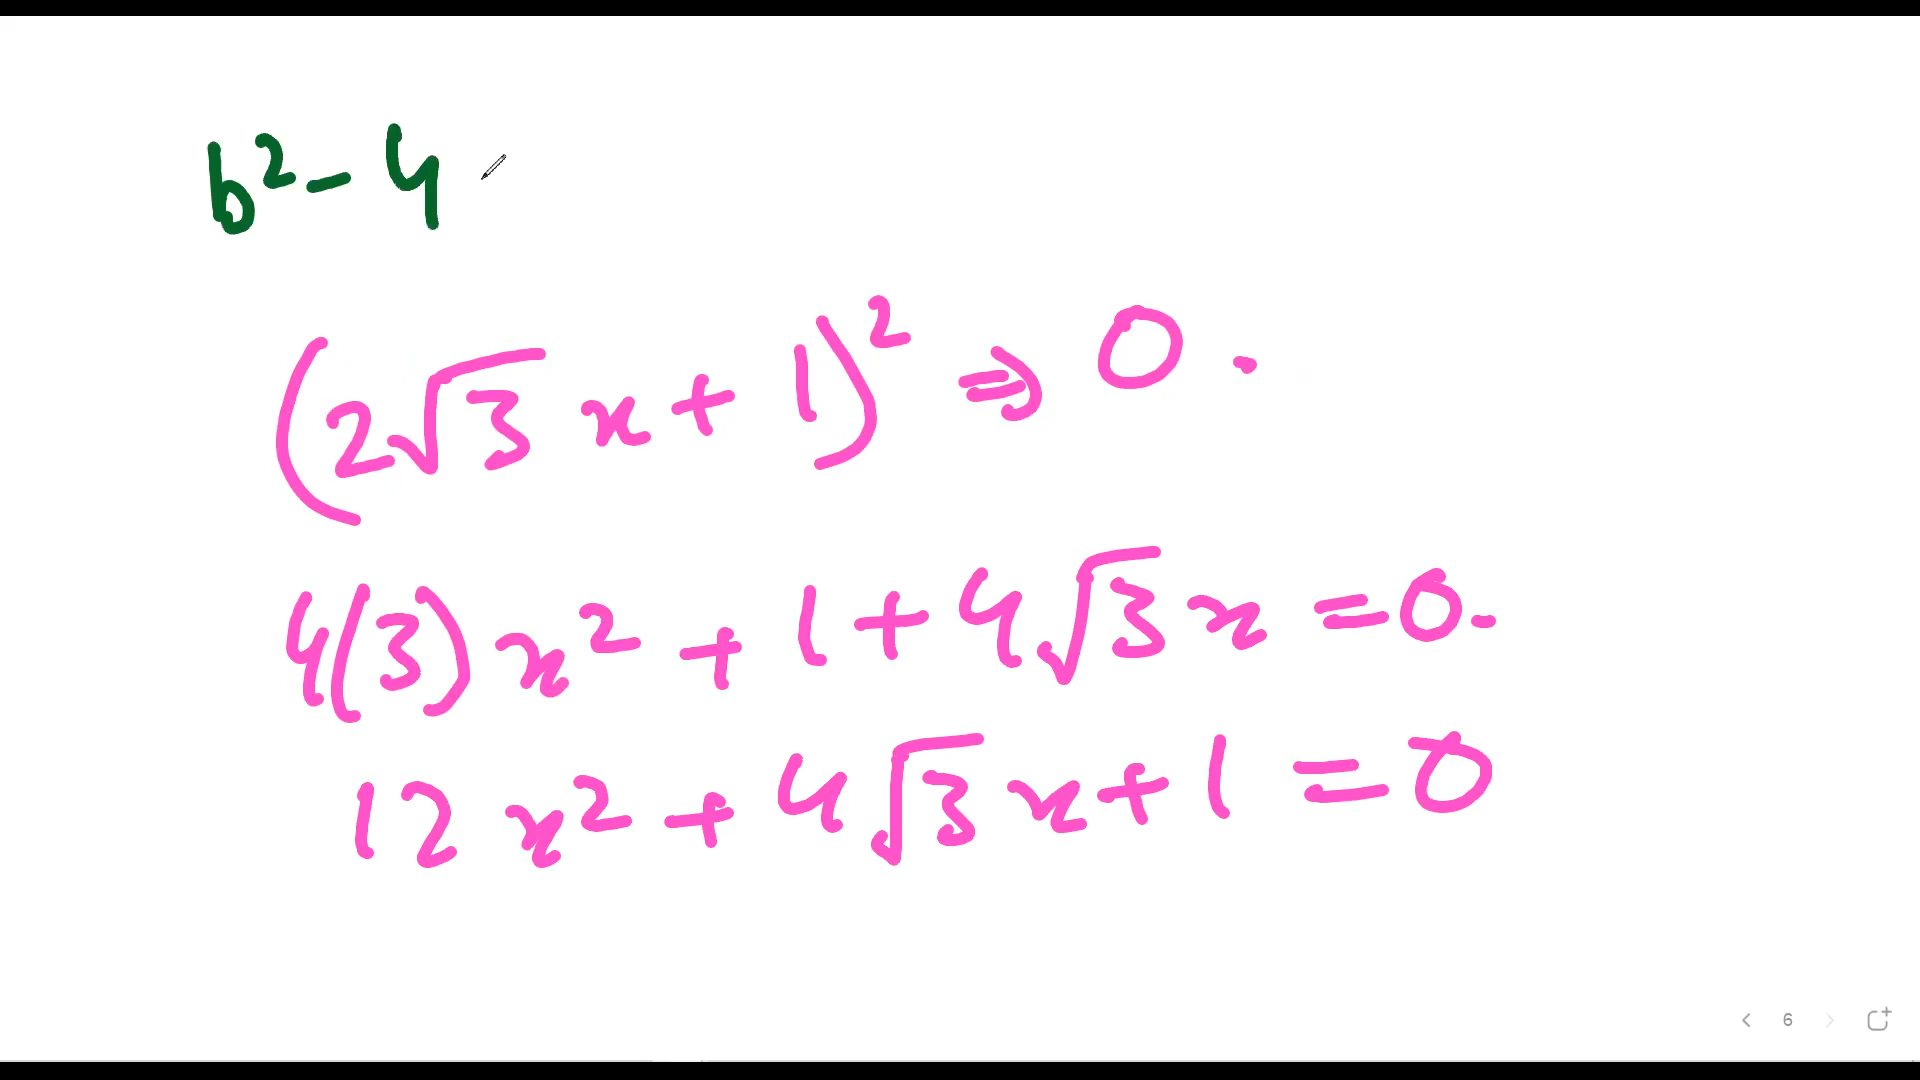 b² - 4
(2√3 x + 1)² ⇒ 0.
4(3)x² + 1 + 4√3x = 0.
12x² + 4√3x + 1 = 0
6